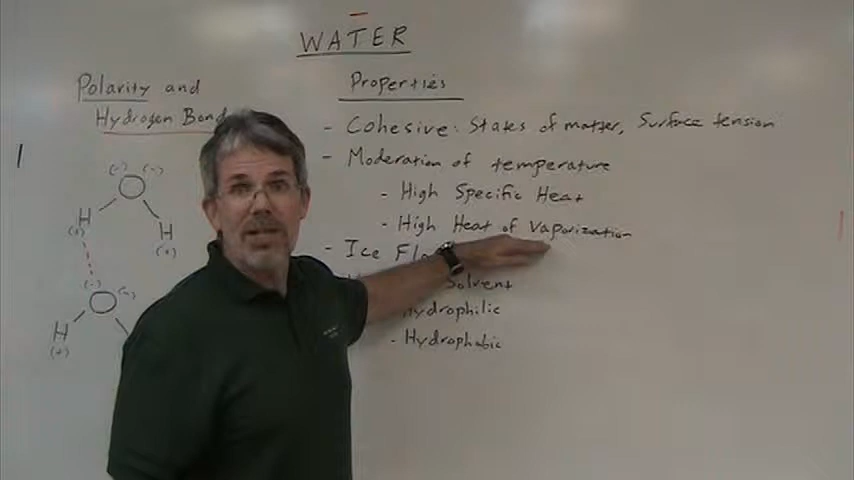 WATER
Polarity and
Hydrogen Bond
(-) (-)
H
(+)
H
(+)
(-) (-)
H
(+)
Properties
- Cohesive: States of matter, Surface tension
- Moderation of temperature
- High Specific Heat
- High Heat of Vaporization
- Ice Flo
Solvent
Hydrophilic
- Hydrophobic